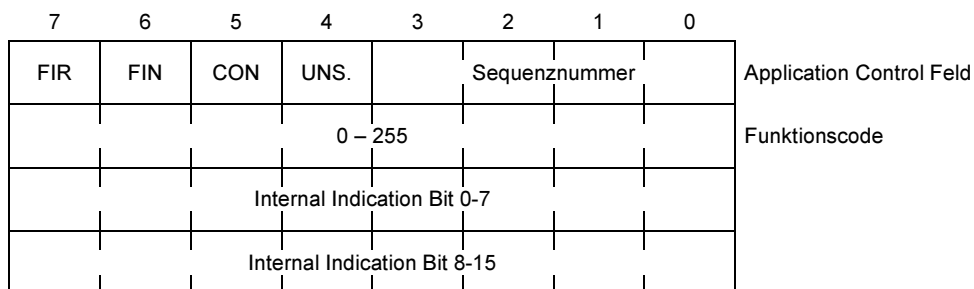 7 6 5 4 3 2 1 0
FIR FIN CON UNS. Sequenznummer Application Control Feld
0 – 255 Funktionscode
Internal Indication Bit 0-7
Internal Indication Bit 8-15